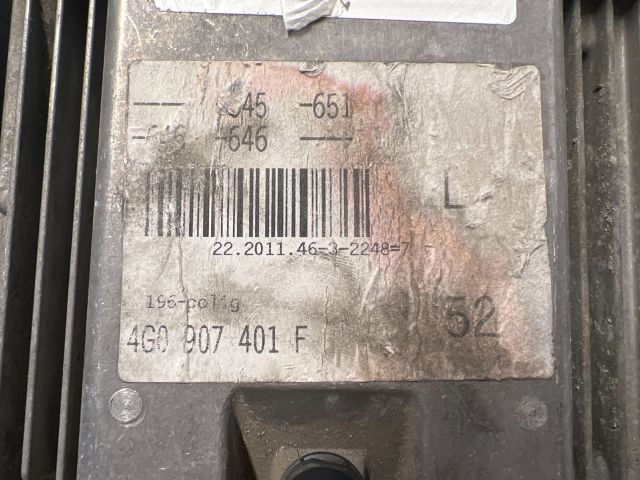 --- 645 -651
-646 ---
L
22.2011.46-3-2248=7 -
196-polig
52
4G0 907 401 F